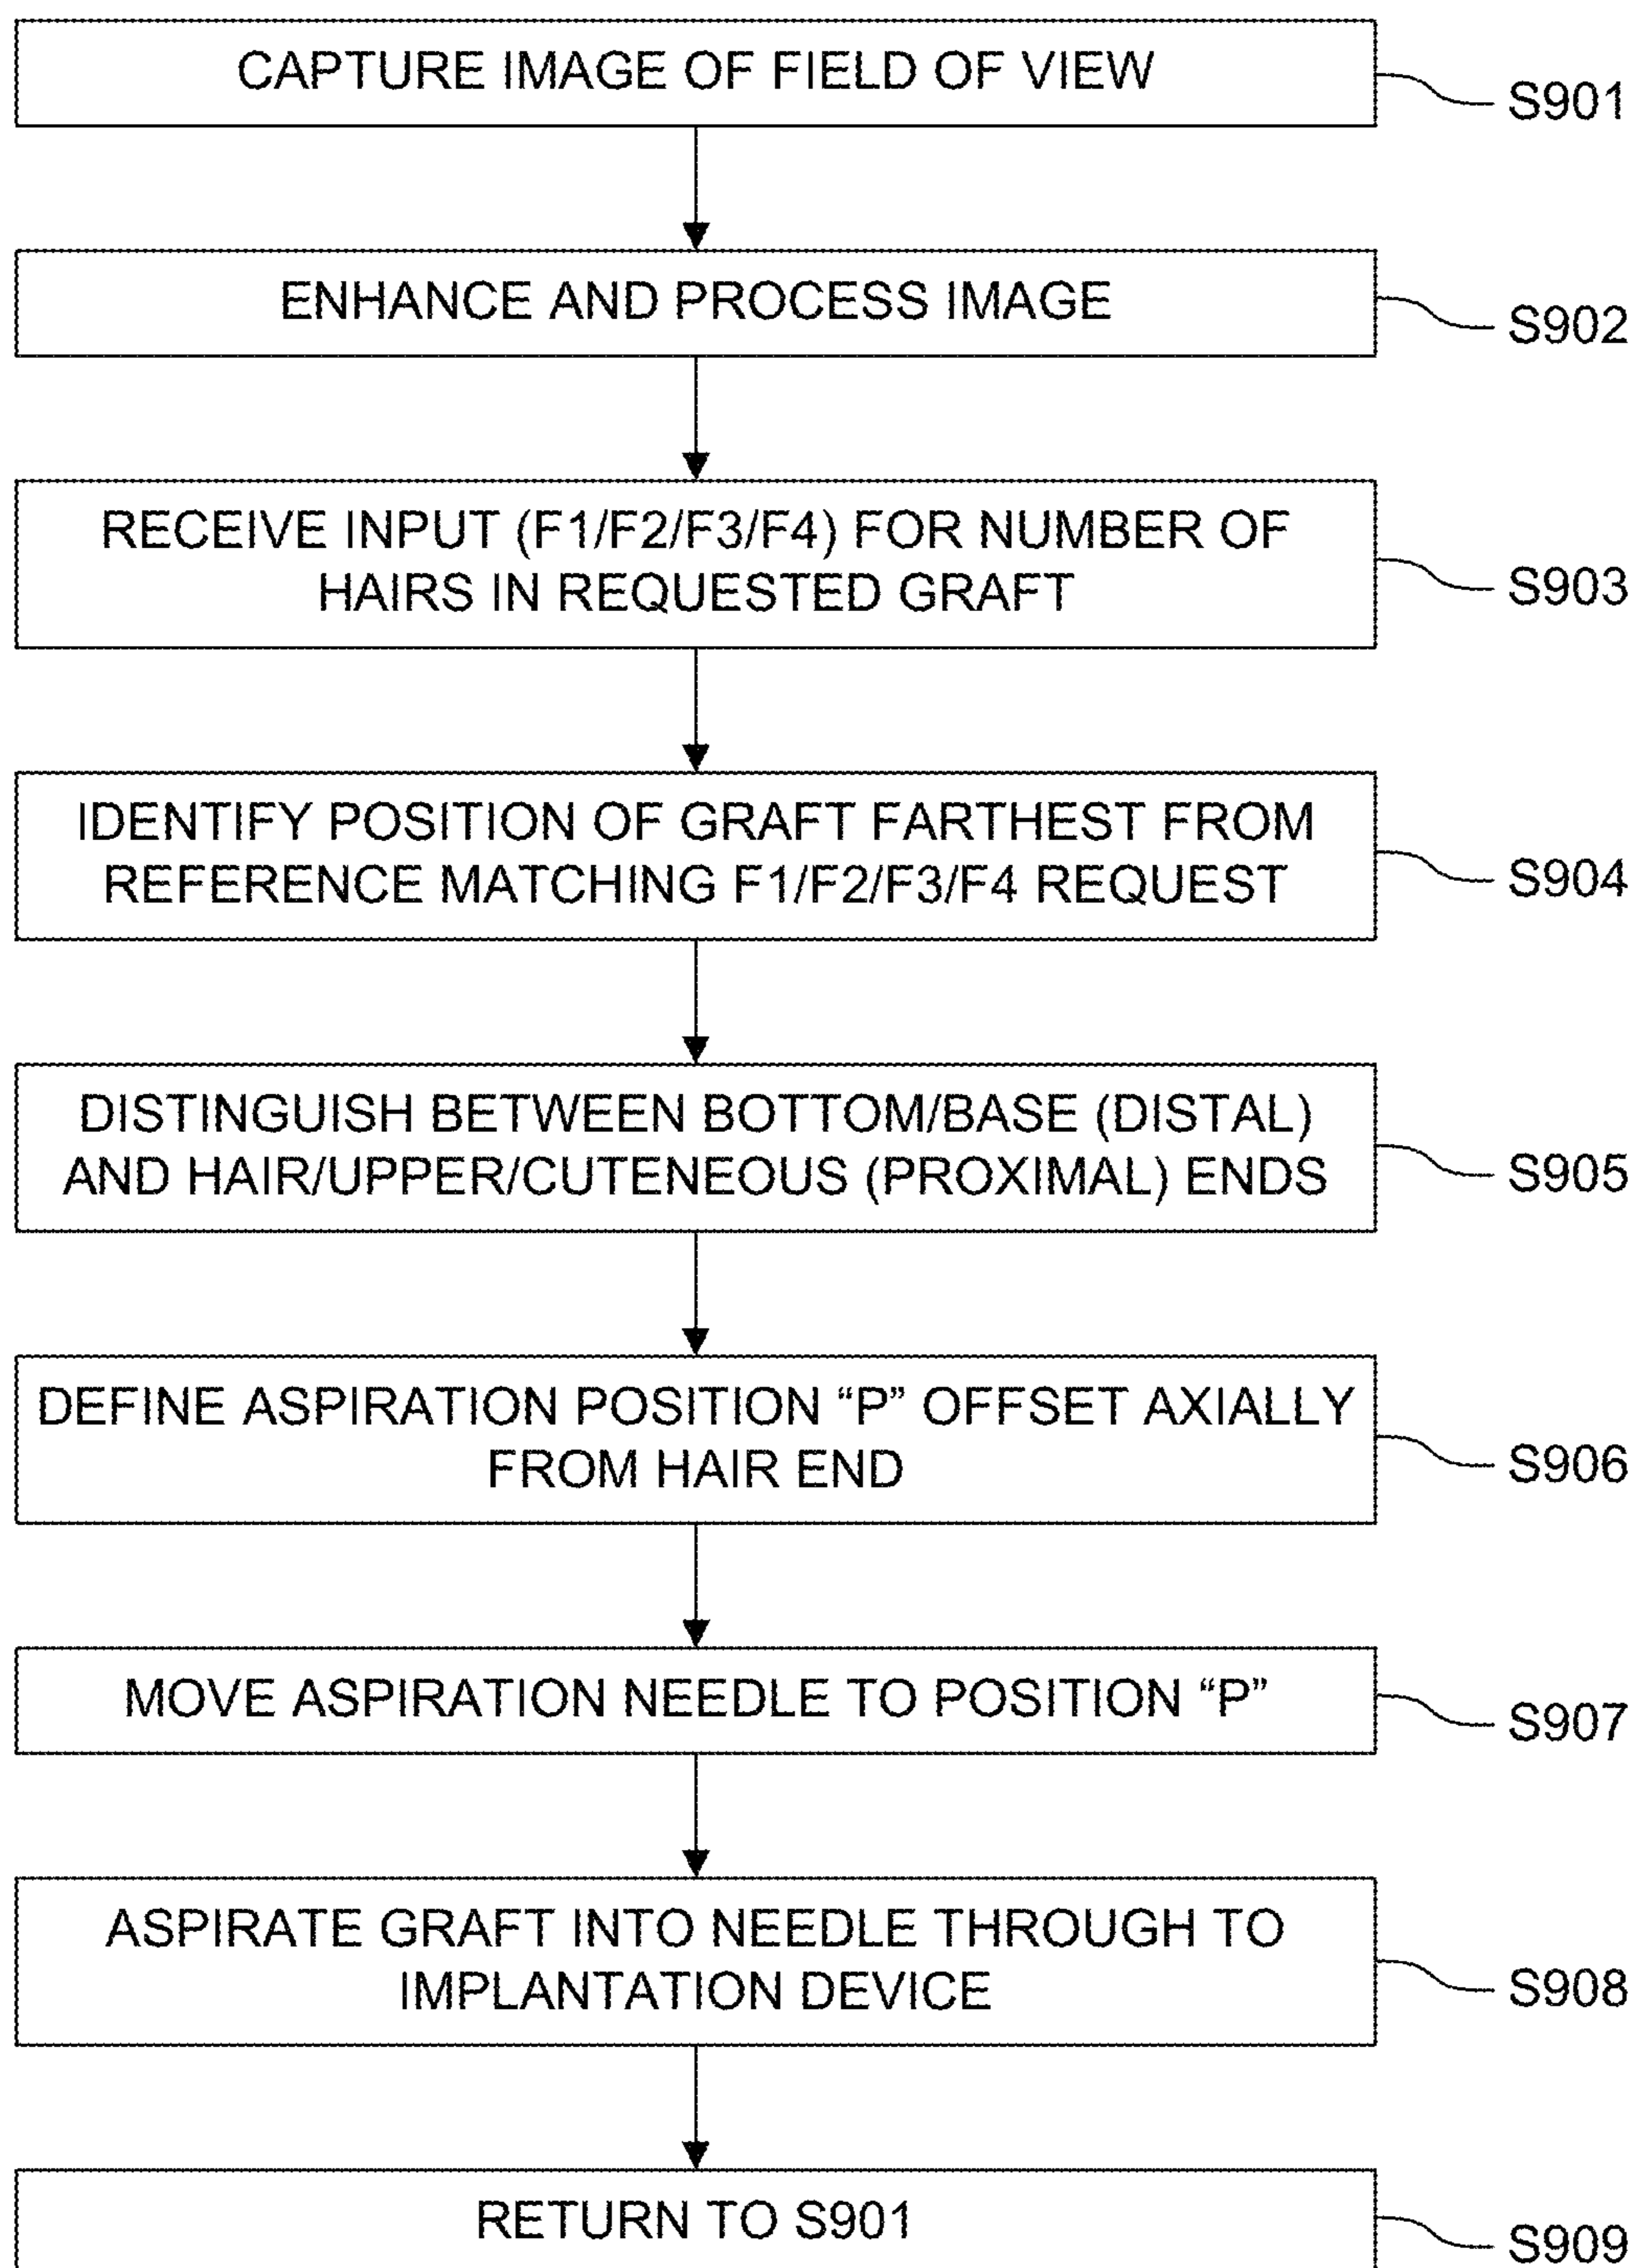 CAPTURE IMAGE OF FIELD OF VIEW
S901
ENHANCE AND PROCESS IMAGE
S902
RECEIVE INPUT (F1/F2/F3/F4) FOR NUMBER OF
HAIRS IN REQUESTED GRAFT
S903
IDENTIFY POSITION OF GRAFT FARTHEST FROM
REFERENCE MATCHING F1/F2/F3/F4 REQUEST
S904
DISTINGUISH BETWEEN BOTTOM/BASE (DISTAL)
AND HAIR/UPPER/CUTENEOUS (PROXIMAL) ENDS
S905
DEFINE ASPIRATION POSITION “P” OFFSET AXIALLY
FROM HAIR END
S906
MOVE ASPIRATION NEEDLE TO POSITION “P”
S907
ASPIRATE GRAFT INTO NEEDLE THROUGH TO
IMPLANTATION DEVICE
S908
RETURN TO S901
S909